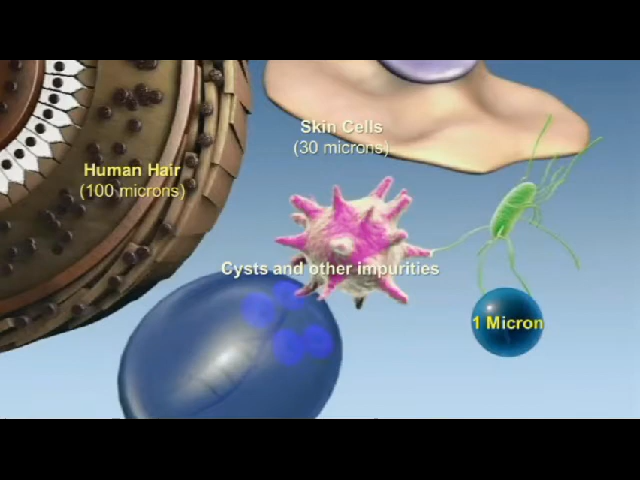 Skin Cells
(30 microns)
Human Hair
(100 microns)
Cysts and other impurities
1 Micron